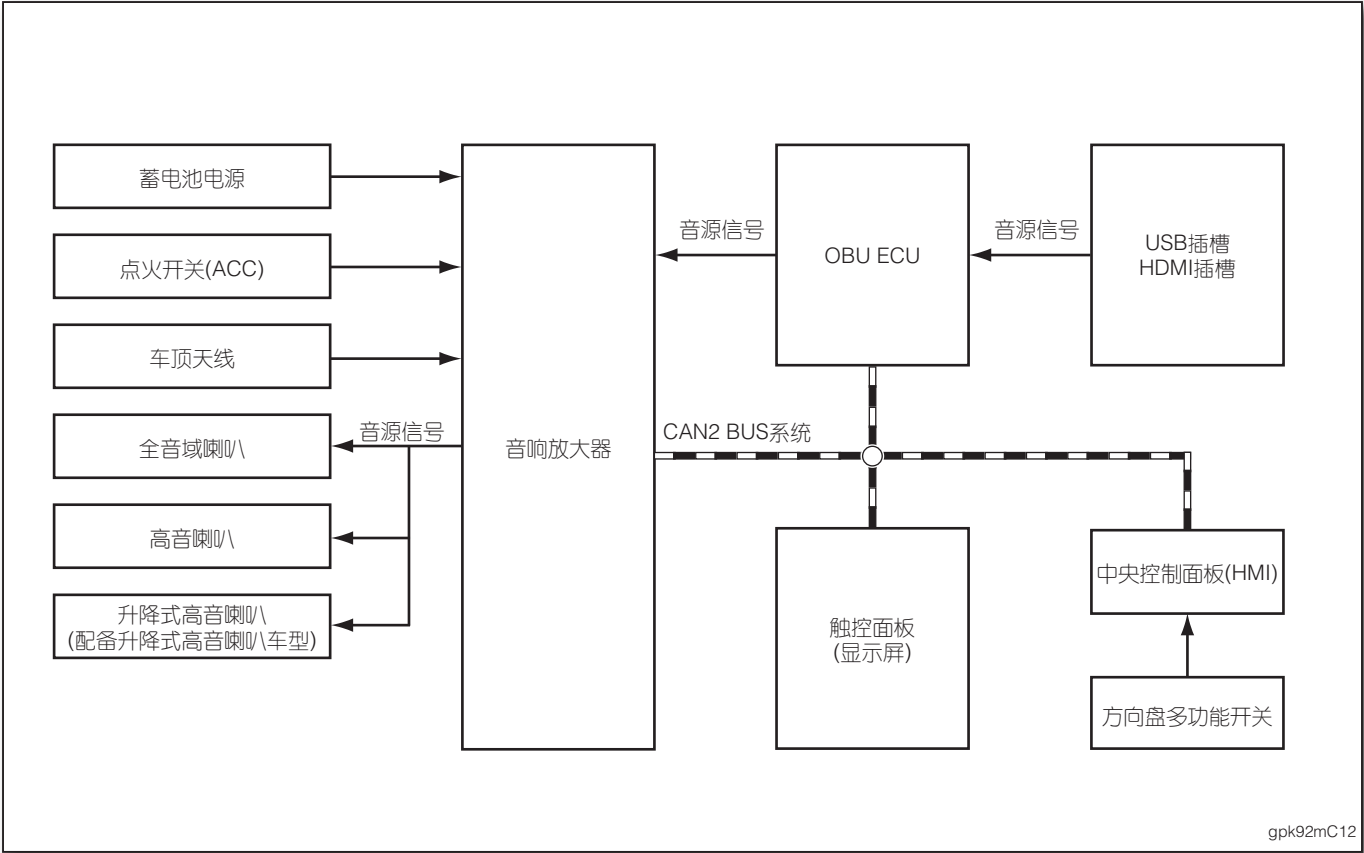 蓄电池电源
点火开关(ACC)
车顶天线
全音域喇叭
高音喇叭
升降式高音喇叭
(配备升降式高音喇叭车型)
音源信号
音响放大器
音源信号
OBU ECU
音源信号
USB插槽
HDMI插槽
CAN2 BUS系统
触控面板
(显示屏)
中央控制面板(HMI)
方向盘多功能开关
gpk92mC12